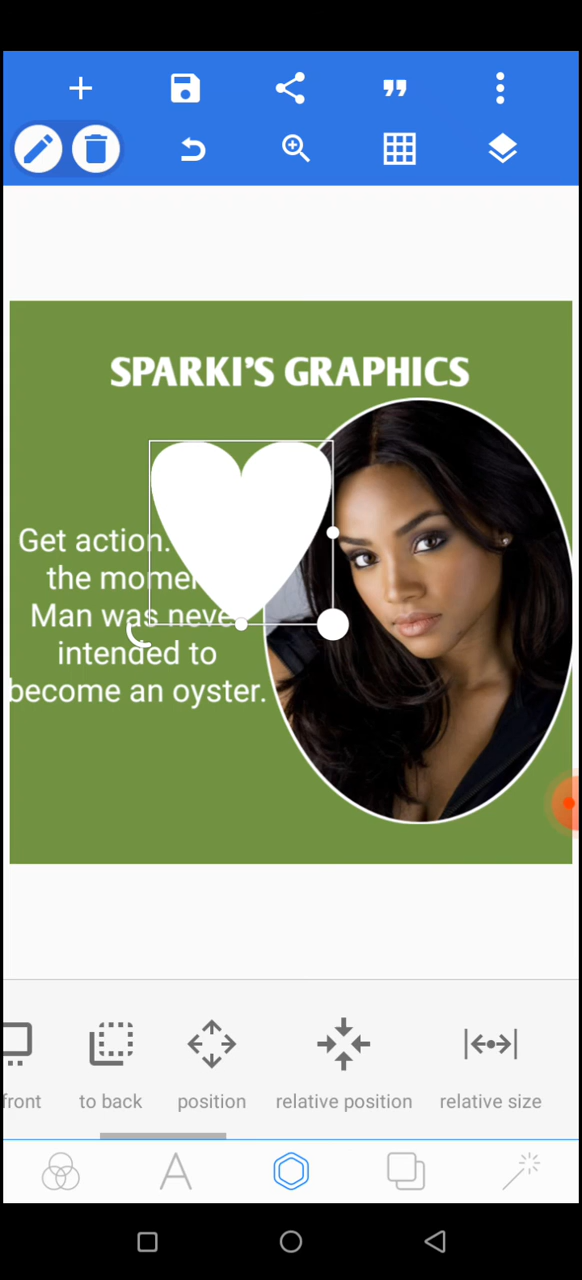 SPARKI'S GRAPHICS
Get action.
the momen
Man was neve
intended to
become an oyster.
front
to back
position
relative position
relative size